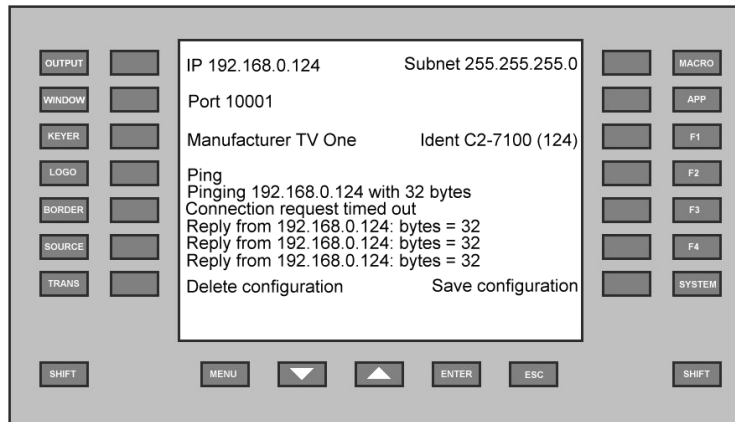 OUTPUT
IP 192.168.0.124 Subnet 255.255.255.0
MACRO
WINDOW
Port 10001
APP
KEYER
Manufacturer TV One Ident C2-7100 (124)
F1
LOGO
Ping
F2
Pinging 192.168.0.124 with 32 bytes
BORDER
Connection request timed out
F3
Reply from 192.168.0.124: bytes = 32
SOURCE
Reply from 192.168.0.124: bytes = 32
F4
Reply from 192.168.0.124: bytes = 32
TRANS
Delete configuration Save configuration
SYSTEM
SHIFT
MENU
ENTER
ESC
SHIFT